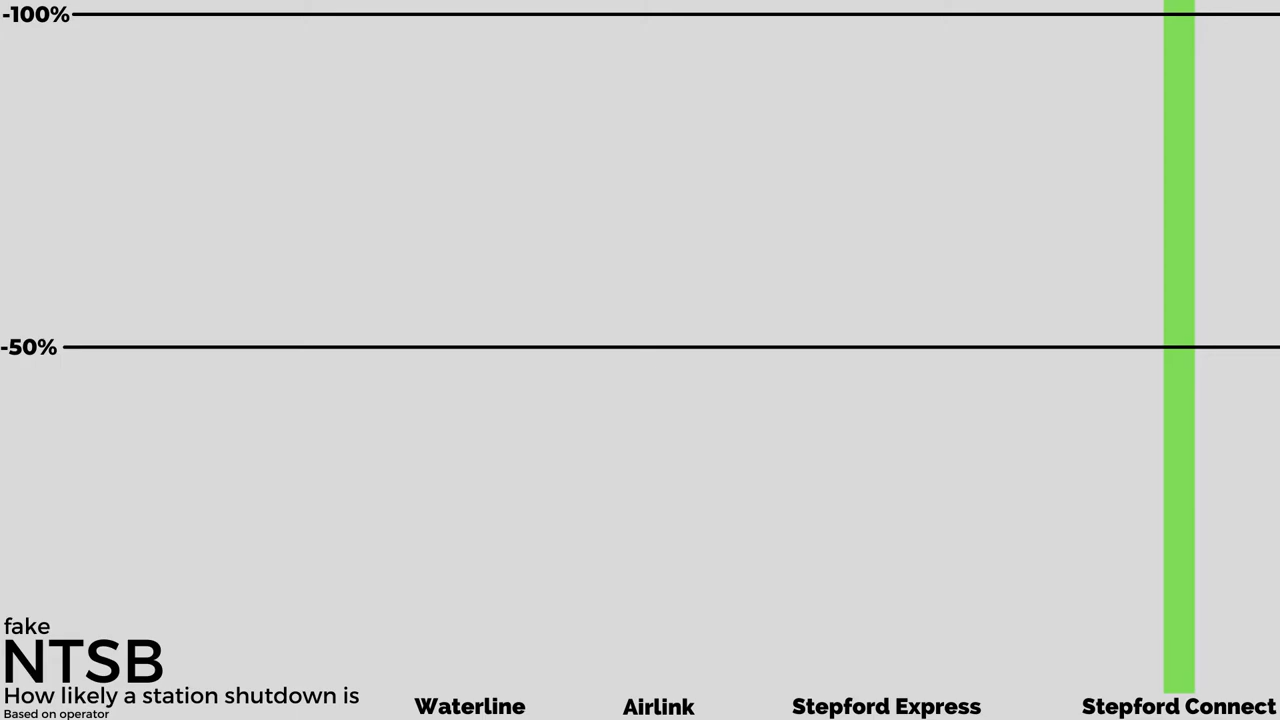 -100%
-50%
fake
NTSB
How likely a station shutdown is
Based on operator
Waterline
Airlink
Stepford Express
Stepford Connect